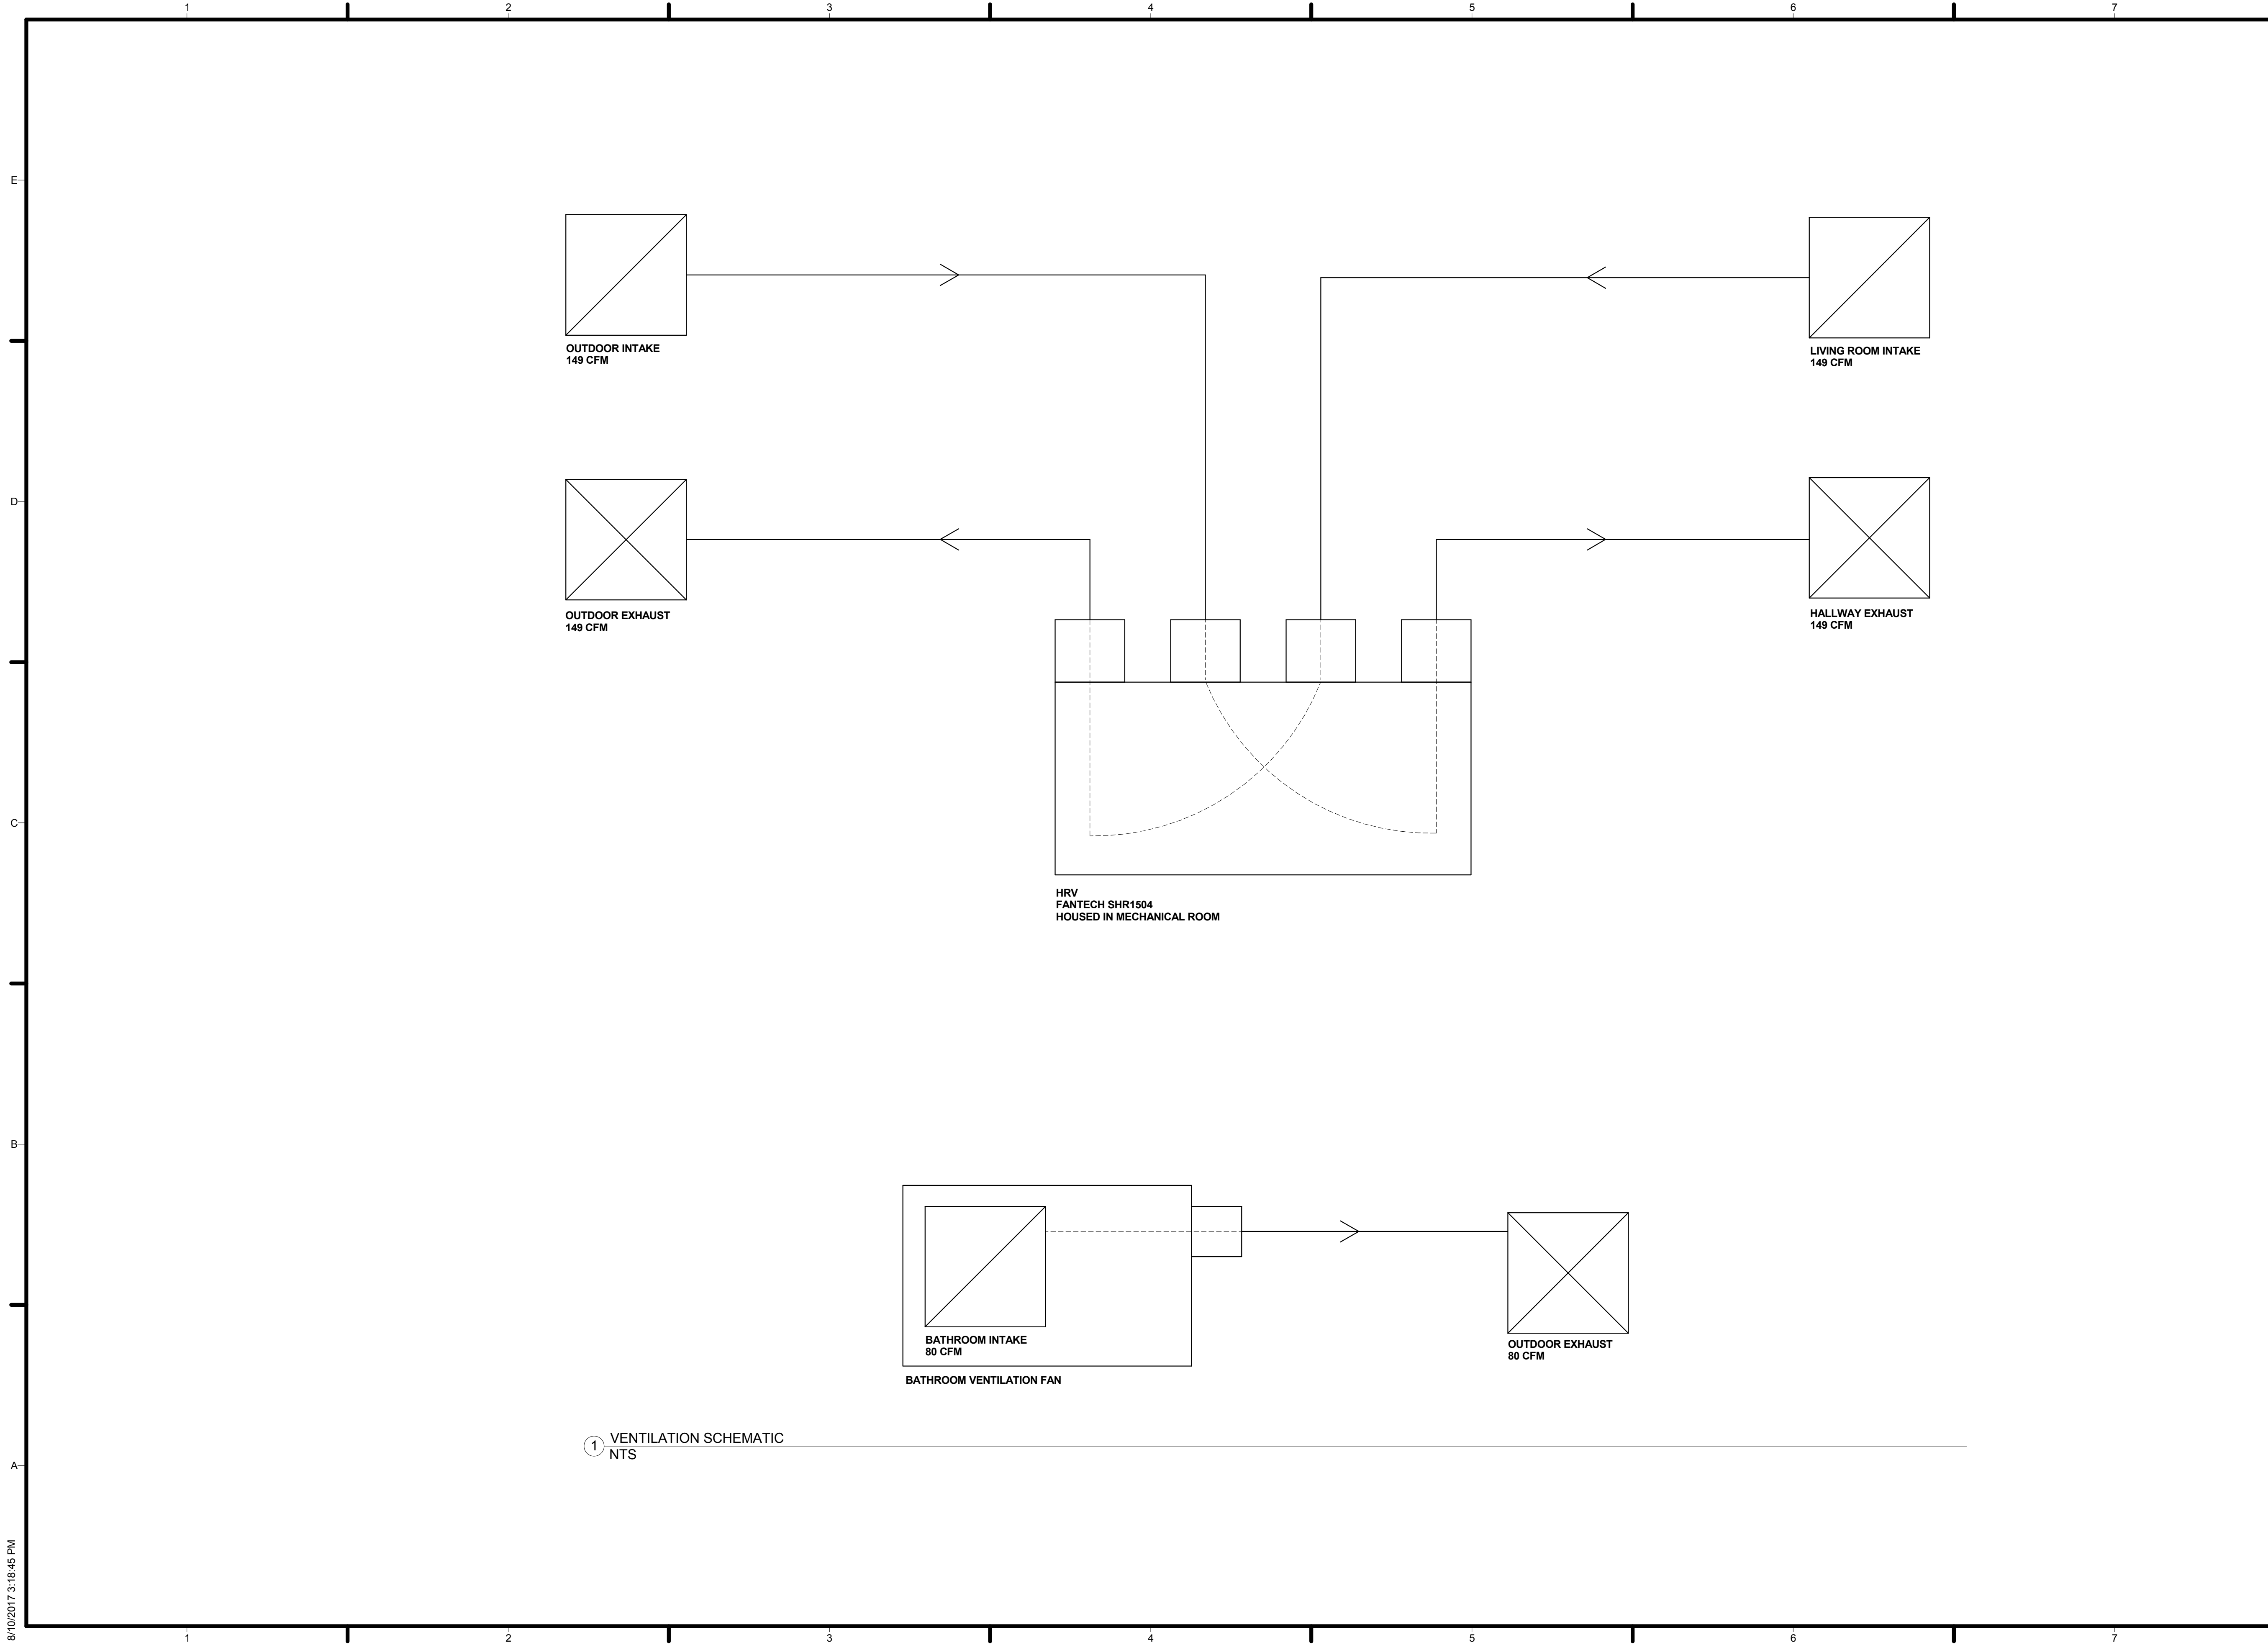 1 2 3 4 5 6 7
E
OUTDOOR INTAKE
149 CFM
LIVING ROOM INTAKE
149 CFM
D
OUTDOOR EXHAUST
149 CFM
HALLWAY EXHAUST
149 CFM
C
HRV
FANTECH SHR1504
HOUSED IN MECHANICAL ROOM
B
BATHROOM INTAKE
80 CFM
OUTDOOR EXHAUST
80 CFM
BATHROOM VENTILATION FAN
1 VENTILATION SCHEMATIC
NTS
A
8/10/2017 3:18:45 PM
1 2 3 4 5 6 7